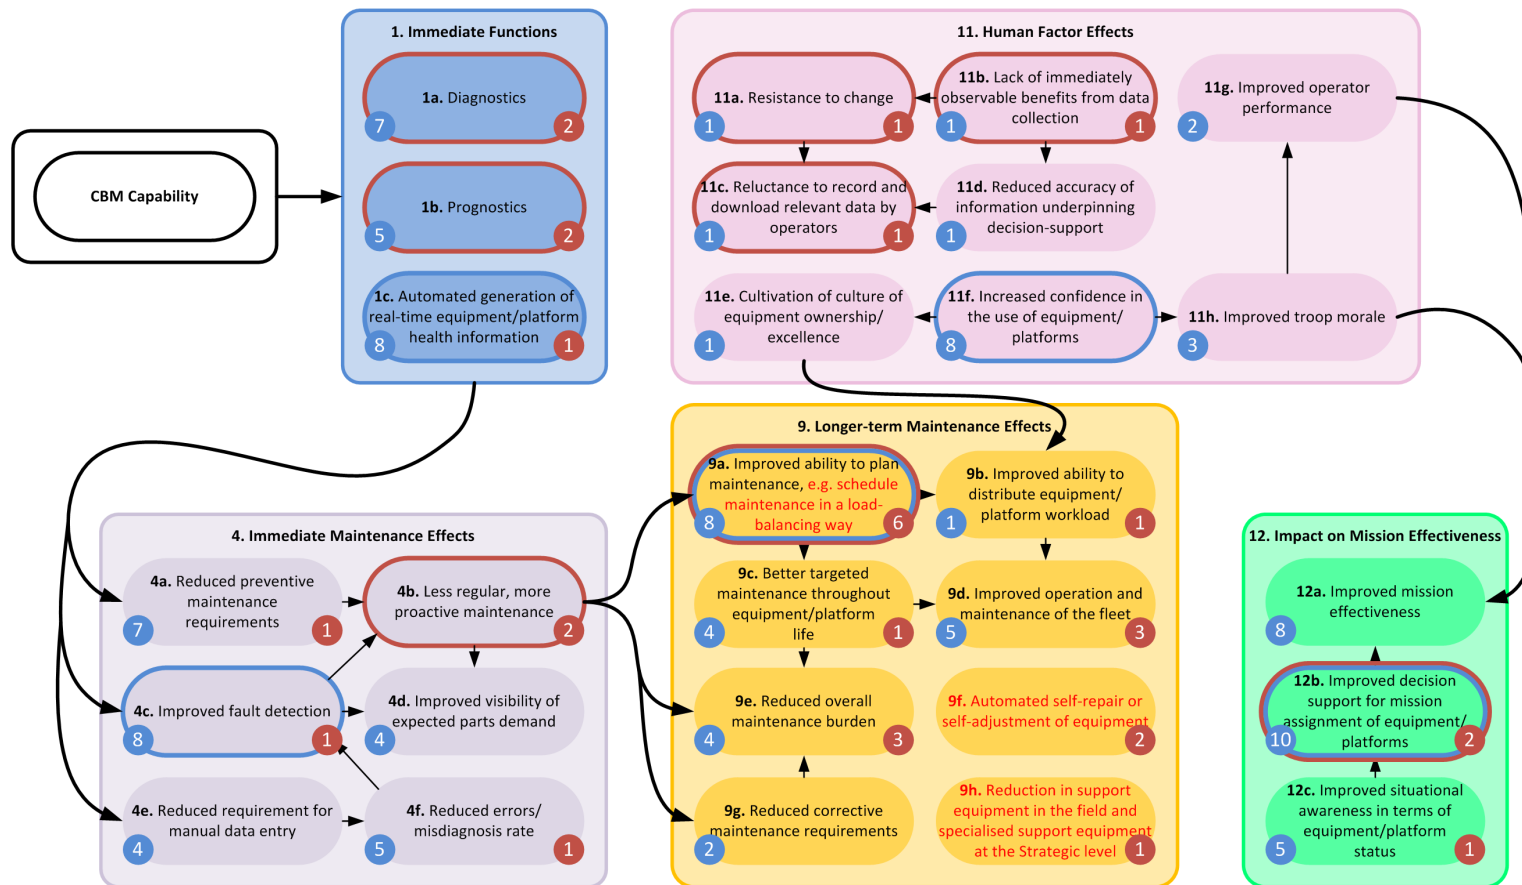 CBM Capability
1. Immediate Functions
1a. Diagnostics
7
2
1b. Prognostics
5
2
1c. Automated generation of
real-time equipment/platform
health information
8
1
11. Human Factor Effects
11a. Resistance to change
1
1
11b. Lack of immediately
observable benefits from data
collection
1
1
11g. Improved operator
performance
2
11c. Reluctance to record and
download relevant data by
operators
1
1
11d. Reduced accuracy of
information underpinning
decision-support
1
11e. Cultivation of culture of
equipment ownership/
excellence
1
11f. Increased confidence in
the use of equipment/
platforms
8
11h. Improved troop morale
3
4. Immediate Maintenance Effects
4a. Reduced preventive
maintenance
requirements
7
1
4b. Less regular, more
proactive maintenance
2
4c. Improved fault detection
8
1
4d. Improved visibility of
expected parts demand
4
4e. Reduced requirement for
manual data entry
4
4f. Reduced errors/
misdiagnosis rate
5
1
9. Longer-term Maintenance Effects
9a. Improved ability to plan
maintenance, e.g. schedule
maintenance in a load-
balancing way
8
6
9b. Improved ability to
distribute equipment/
platform workload
1
1
9c. Better targeted
maintenance throughout
equipment/platform
life
4
1
9d. Improved operation and
maintenance of the fleet
5
3
9e. Reduced overall
maintenance burden
4
3
9f. Automated self-repair or
self-adjustment of equipment
2
9g. Reduced corrective
maintenance requirements
2
9h. Reduction in support
equipment in the field and
specialised support equipment
at the Strategic level
1
12. Impact on Mission Effectiveness
12a. Improved mission
effectiveness
8
12b. Improved decision
support for mission
assignment of equipment/
platforms
10
2
12c. Improved situational
awareness in terms of
equipment/platform
status
5
1